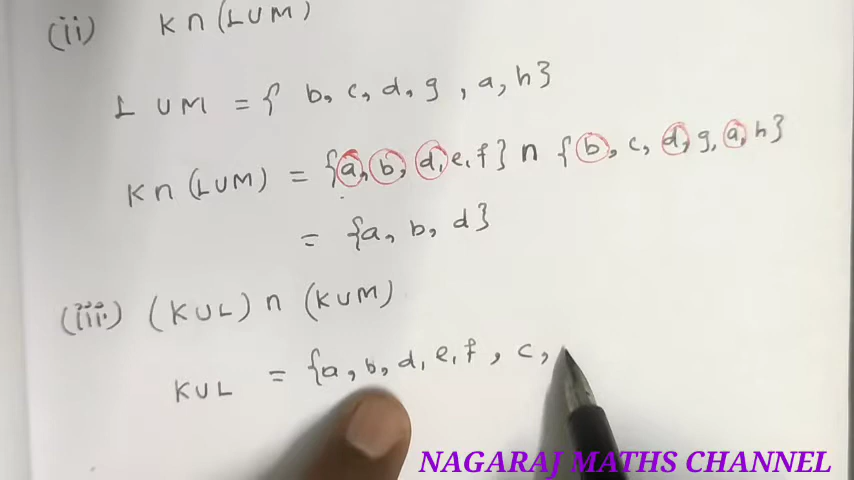 (ii) K ∩ (L ∪ M)
L ∪ M = { b, c, d, g , a, h}
K ∩ (L ∪ M) = {a, b, d, e, f} ∩ {b, c, d, g, a, h}
= {a, b, d}
(iii) (K ∪ L) ∩ (K ∪ M)
K ∪ L = {a, b, d, e, f , c,
NAGARAJ MATHS CHANNEL